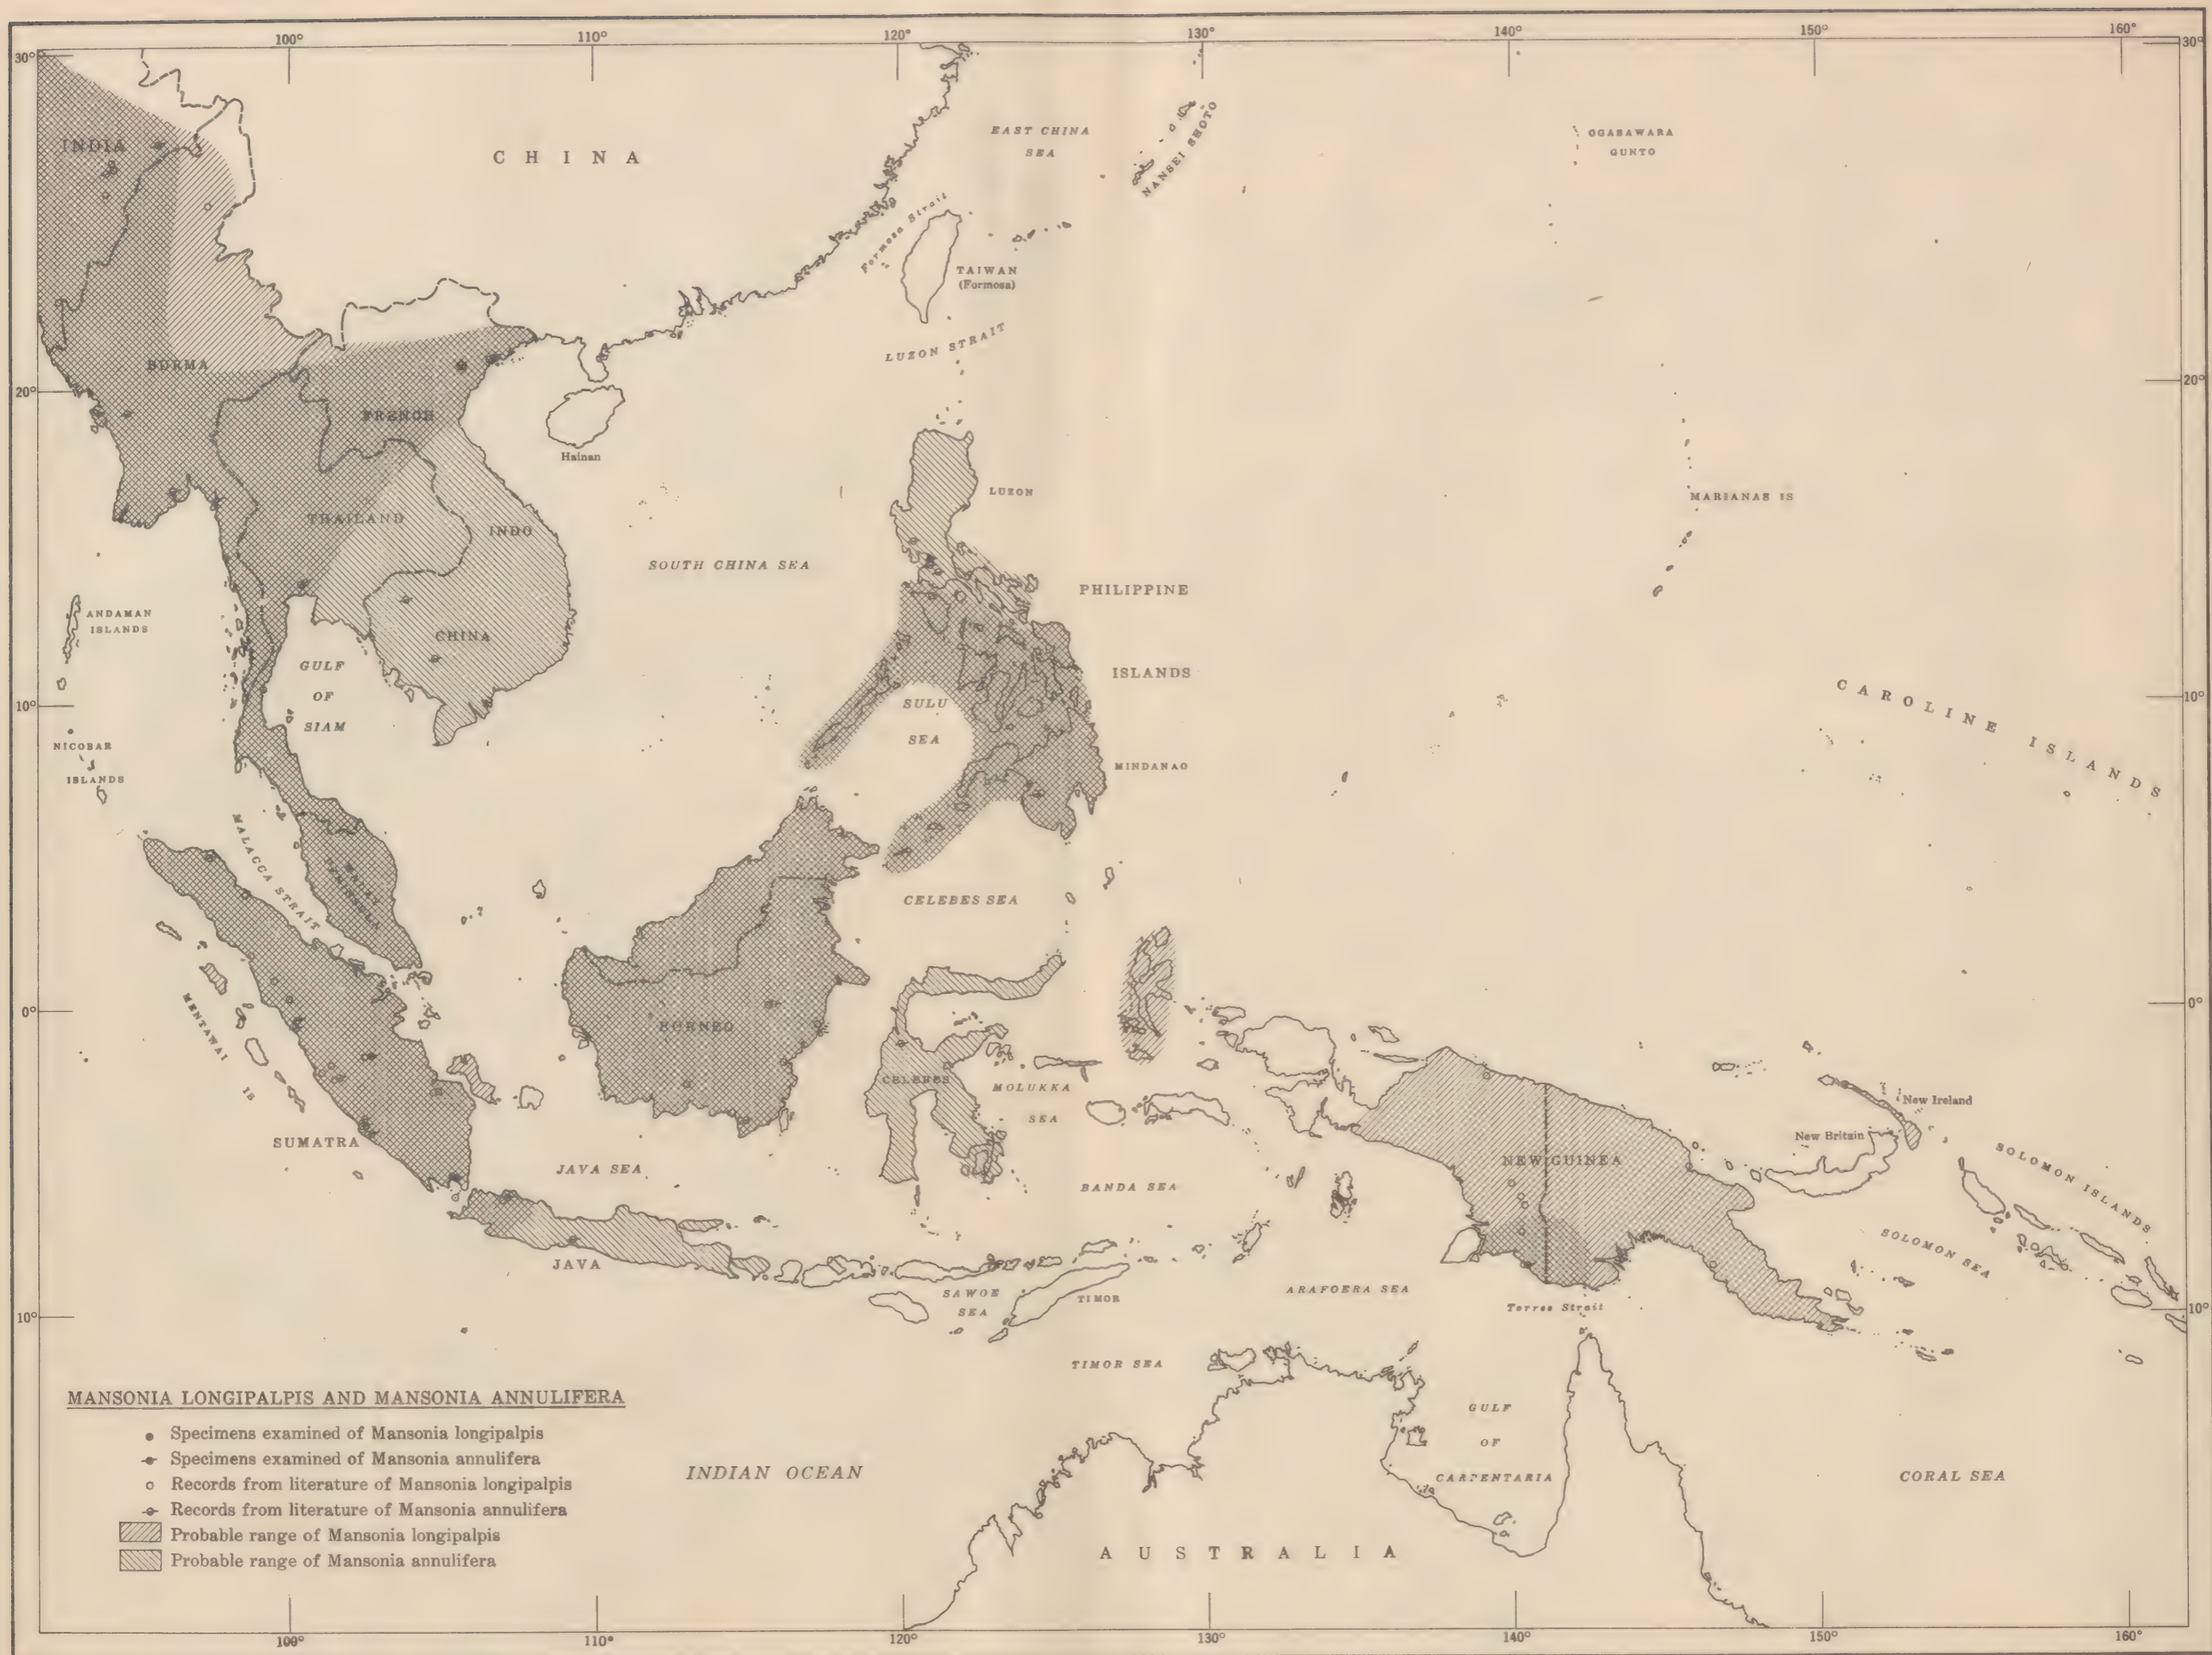 100°
110°
120°
130°
140°
150°
160°
30°
30°
INDIA
CHINA
EAST CHINA
SEA
NANSEI SHOTO
OGASAWARA
GUNTO
Formosa Strait
TAIWAN
(Formosa)
LUZON STRAIT
BURMA
20°
20°
FRENCH
Hainan
LUZON
MARIANAS IS
THAILAND
INDO
SOUTH CHINA SEA
PHILIPPINE
ANDAMAN
ISLANDS
CHINA
GULF
OF
SIAM
ISLANDS
CAROLINE ISLANDS
10°
10°
SULU
SEA
NICOBAR
ISLANDS
MINDANAO
MALACCA STRAIT
MALAY
PENINSULA
CELEBES SEA
0°
0°
MENTAWAI IS
BORNEO
CELEBES
MOLUKKA
SEA
New Ireland
New Britain
SUMATRA
JAVA SEA
NEW GUINEA
SOLOMON ISLANDS
BANDA SEA
SOLOMON SEA
JAVA
ARAFOERA SEA
SAWOE
SEA
TIMOR
Torres Strait
10°
10°
TIMOR SEA
MANSONIA LONGIPALPIS AND MANSONIA ANNULIFERA
Specimens examined of Mansonia longipalpis
Specimens examined of Mansonia annulifera
Records from literature of Mansonia longipalpis
Records from literature of Mansonia annulifera
Probable range of Mansonia longipalpis
Probable range of Mansonia annulifera
GULF
OF
CARPENTARIA
INDIAN OCEAN
CORAL SEA
AUSTRALIA
100°
110°
120°
130°
140°
150°
160°